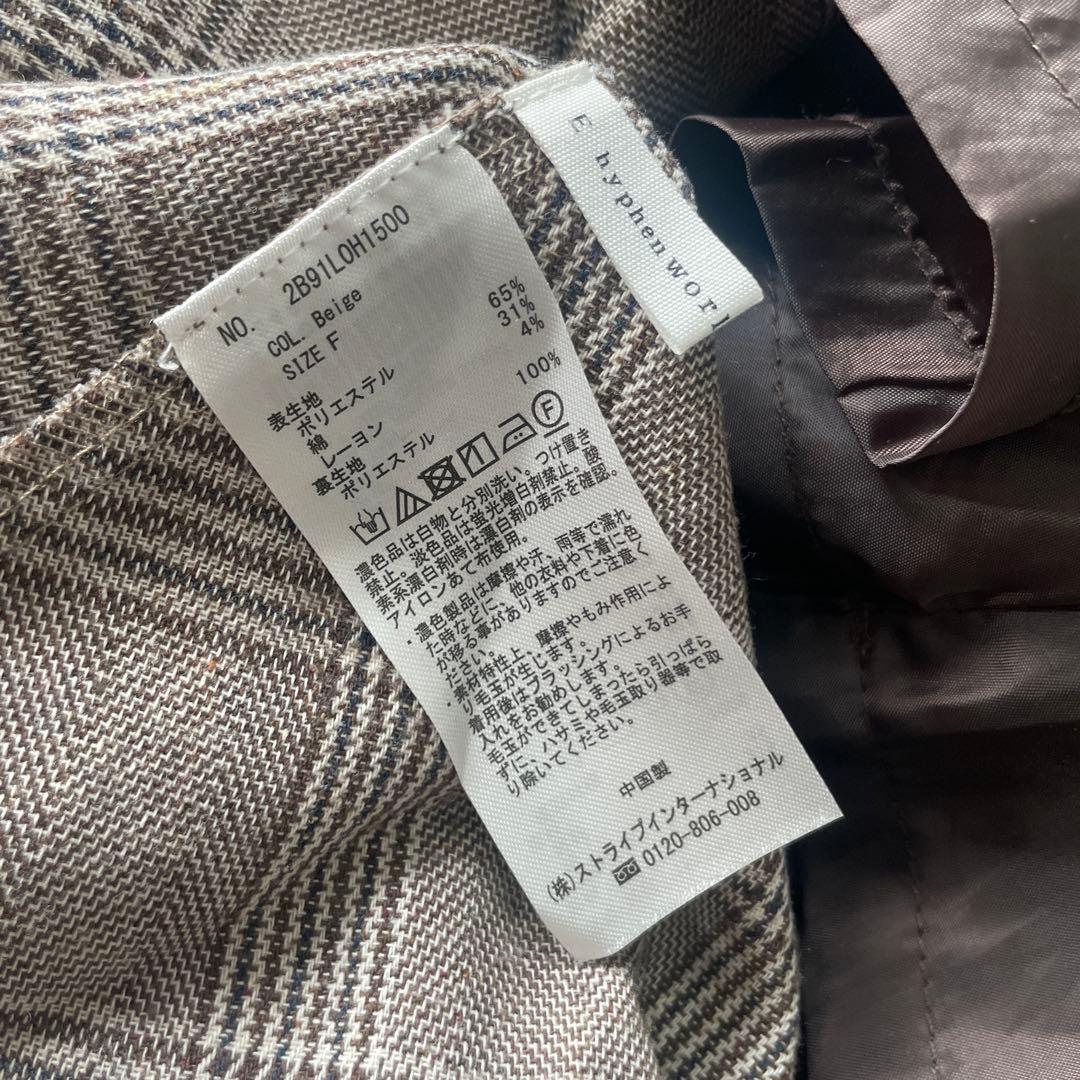 E hyphen wor
NO. 2B91L0H1500
COL. Beige
SIZE F
表生地
ポリエステル 65%
綿 31%
レーヨン 4%
裏生地
ポリエステル 100%
F
濃色品は白物と分別洗い。つけ置き
禁止。淡色品は蛍光増白剤禁止。酸
素系漂白剤時は漂白剤の表示を確認。
アイロンあて布使用。
・濃色製品は摩擦や汗、雨等で濡れ
た時などに、他の衣料や下着に色
が移る事がありますのでご注意く
ださい。
・素材特性上、摩擦やもみ作用によ
り毛玉が生じます。
着用後はブラッシングによるお手
入れをお勧めします。
毛玉ができてしまったら引っぱら
ずに、ハサミや毛玉取り器等で取
り除いてください。
中国製
(株)ストライプインターナショナル
0120-806-008